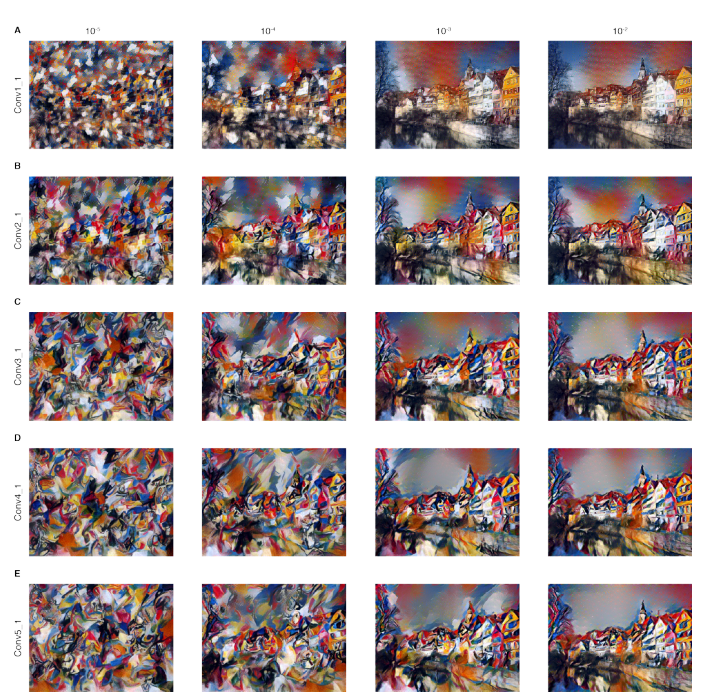 10⁻⁵ 10⁻⁴ 10⁻³ 10⁻²
A
Conv1_1
B
Conv2_1
C
Conv3_1
D
Conv4_1
E
Conv5_1